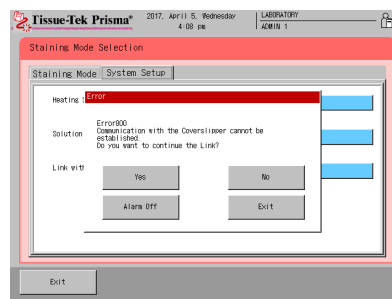 Tissue-Tek Prisma®
2017, April 5, Wednesday
4:08 pm
LABORATORY
ADMIN 1
Staining Mode Selection
Staining Mode
System Setup
Heating
Error
Error800
Communication with the Coverslipper cannot be
established.
Do you want to continue the Link?
Solution
Link with
Yes
No
Alarm Off
Exit
Exit